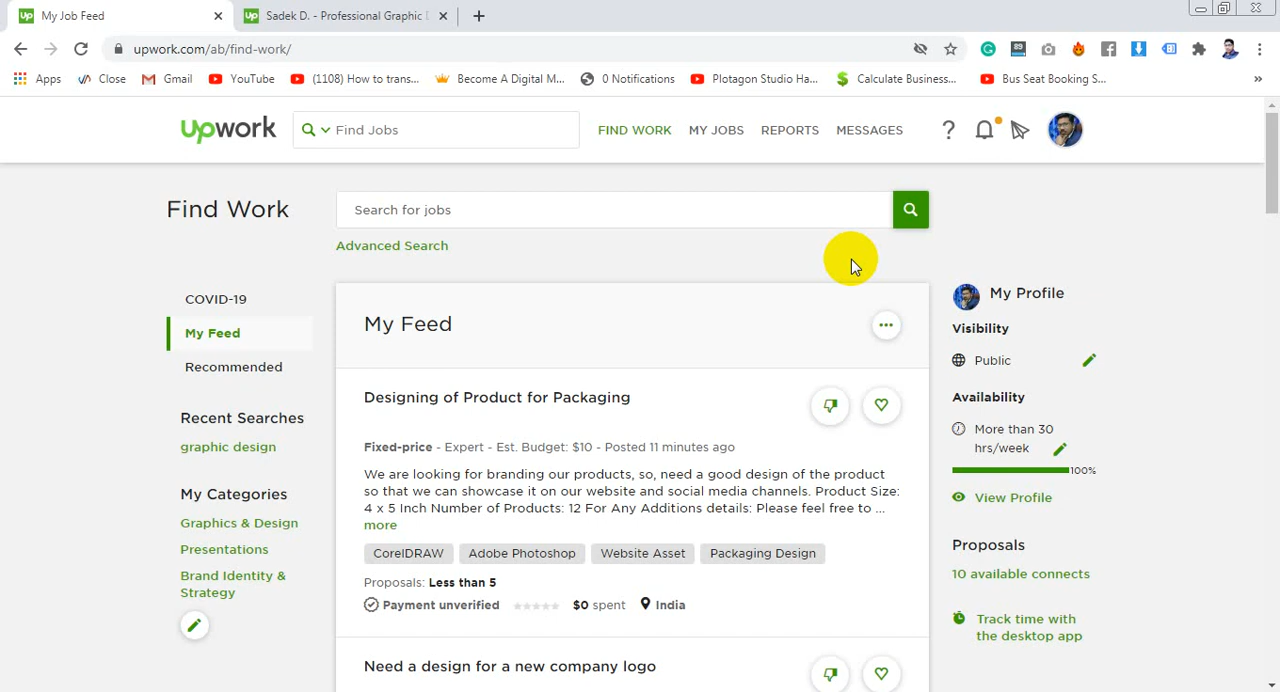 My Job Feed
Sadek D. - Professional Graphic
upwork.com/ab/find-work/
89
Apps Close Gmail YouTube (1108) How to trans... Become A Digital M... 0 Notifications Plotagon Studio Ha... Calculate Business... Bus Seat Booking S... »
upwork Find Jobs FIND WORK MY JOBS REPORTS MESSAGES ?
Find Work
Search for jobs
Advanced Search
COVID-19
My Feed
Recommended
Recent Searches
graphic design
My Categories
Graphics & Design
Presentations
Brand Identity &
Strategy
My Feed
Designing of Product for Packaging
Fixed-price - Expert - Est. Budget: $10 - Posted 11 minutes ago
We are looking for branding our products, so, need a good design of the product
so that we can showcase it on our website and social media channels. Product Size:
4 x 5 Inch Number of Products: 12 For Any Additions details: Please feel free to ...
more
CorelDRAW Adobe Photoshop Website Asset Packaging Design
Proposals: Less than 5
Payment unverified $0 spent India
Need a design for a new company logo
My Profile
Visibility
Public
Availability
More than 30
hrs/week
100%
View Profile
Proposals
10 available connects
Track time with
the desktop app